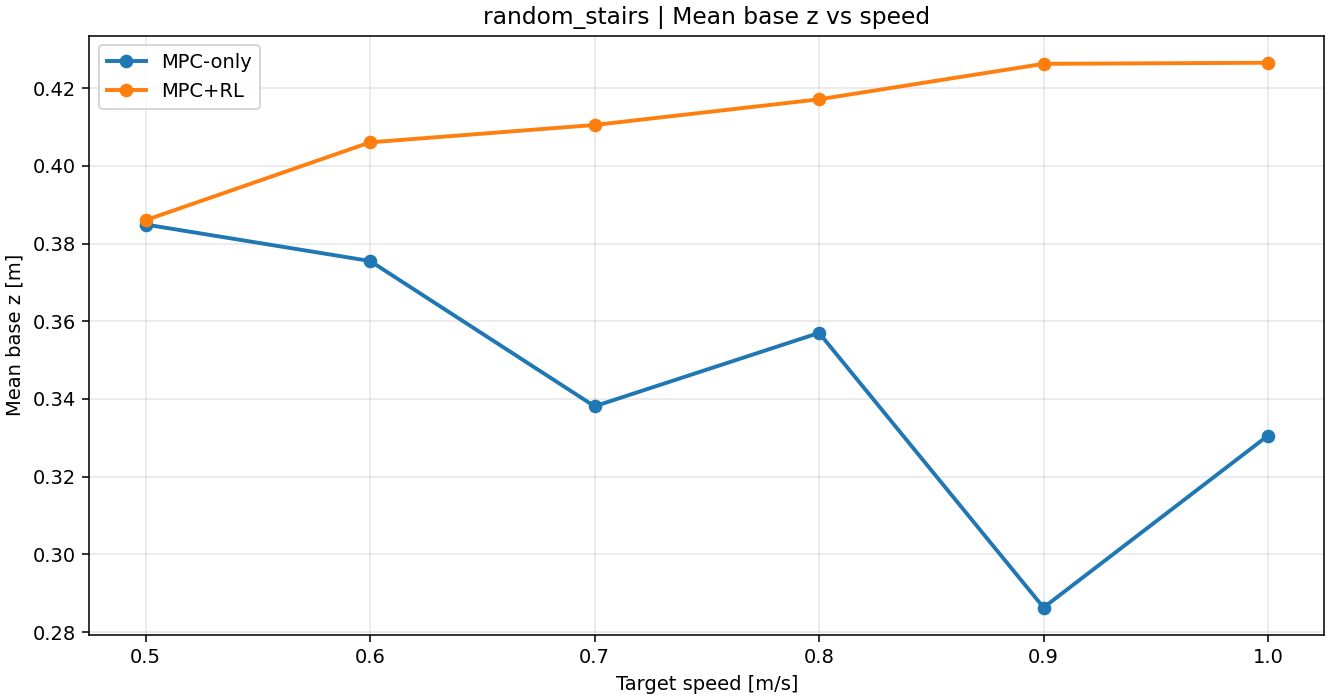 random_stairs | Mean base z vs speed
MPC-only
MPC+RL
Mean base z [m]
0.42
0.40
0.38
0.36
0.34
0.32
0.30
0.28
0.5 0.6 0.7 0.8 0.9 1.0
Target speed [m/s]